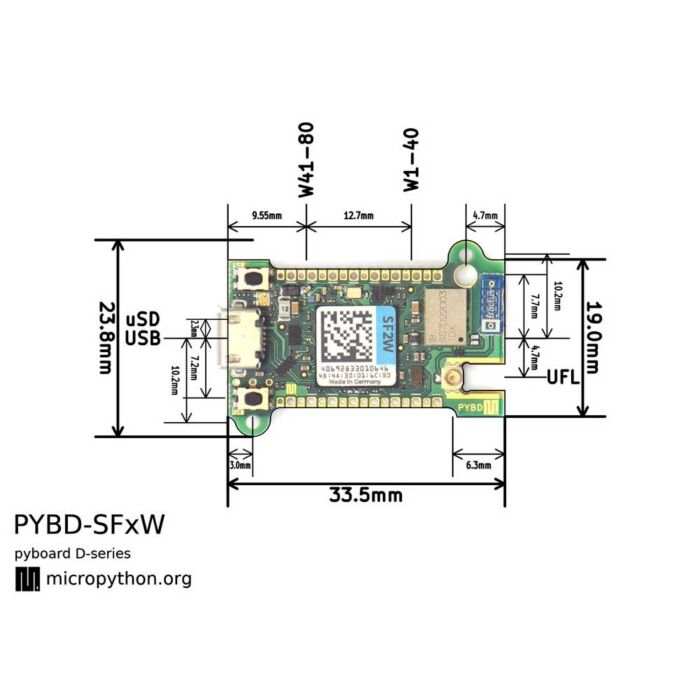 W41-80
W1-40
9.55mm
12.7mm
4.7mm
23.8mm
uSD
USB
7.2mm
10.2mm
10.2mm
7.7mm
19.0mm
4.7mm
UFL
SF2W
40692633010646
Made in Germany
fractus
PYBD
3.0mm
6.3mm
33.5mm
PYBD-SFxW
pyboard D-series
micropython.org